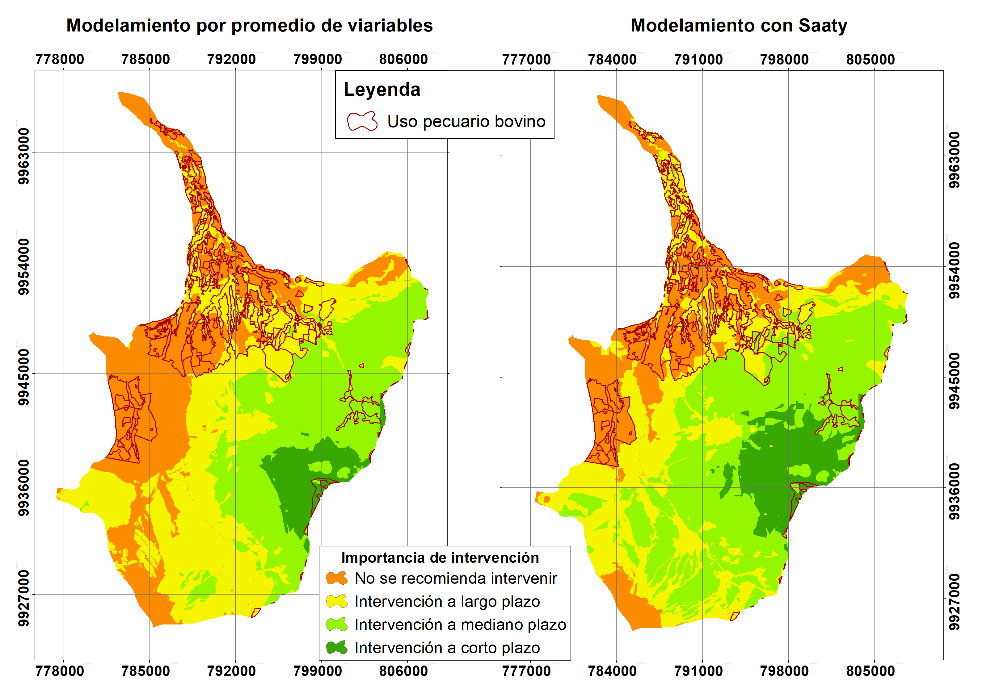 Modelamiento por promedio de viariables
Modelamiento con Saaty
778000 785000 792000 799000 806000
777000 784000 791000 798000 805000
Leyenda
Uso pecuario bovino
9963000
9954000
9945000
9936000
9927000
9963000
9954000
9945000
9936000
9927000
Importancia de intervención
No se recomienda intervenir
Intervención a largo plazo
Intervención a mediano plazo
Intervención a corto plazo
778000 785000 792000 799000 806000
777000 784000 791000 798000 805000